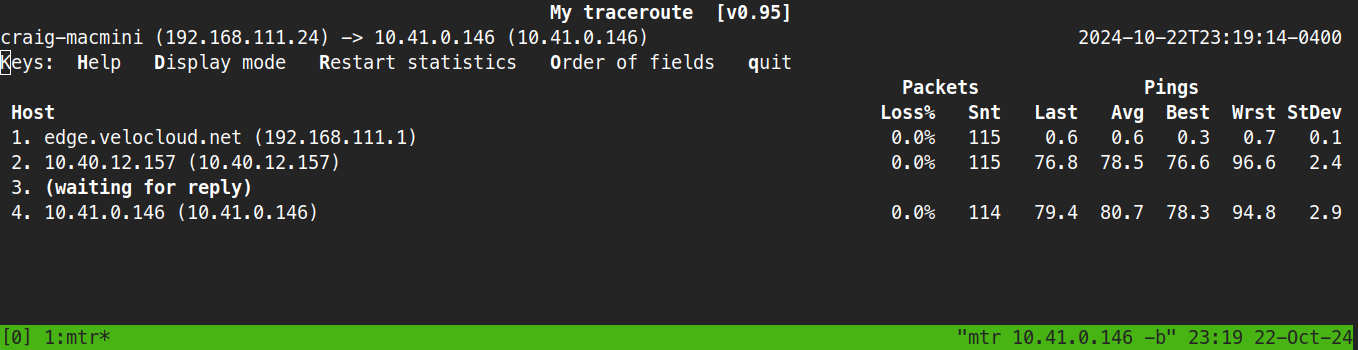 My traceroute  [v0.95]
craig-macmini (192.168.111.24) -> 10.41.0.146 (10.41.0.146)  2024-10-22T23:19:14-0400
Keys:  Help   Display mode   Restart statistics   Order of fields   quit
Packets  Pings
Host  Loss%   Snt   Last   Avg  Best  Wrst StDev
1. edge.velocloud.net (192.168.111.1)  0.0%   115    0.6   0.6   0.3   0.7   0.1
2. 10.40.12.157 (10.40.12.157)  0.0%   115   76.8  78.5  76.6  96.6   2.4
3. (waiting for reply)
4. 10.41.0.146 (10.41.0.146)  0.0%   114   79.4  80.7  78.3  94.8   2.9
[0] 1:mtr*  "mtr 10.41.0.146 -b" 23:19 22-Oct-24